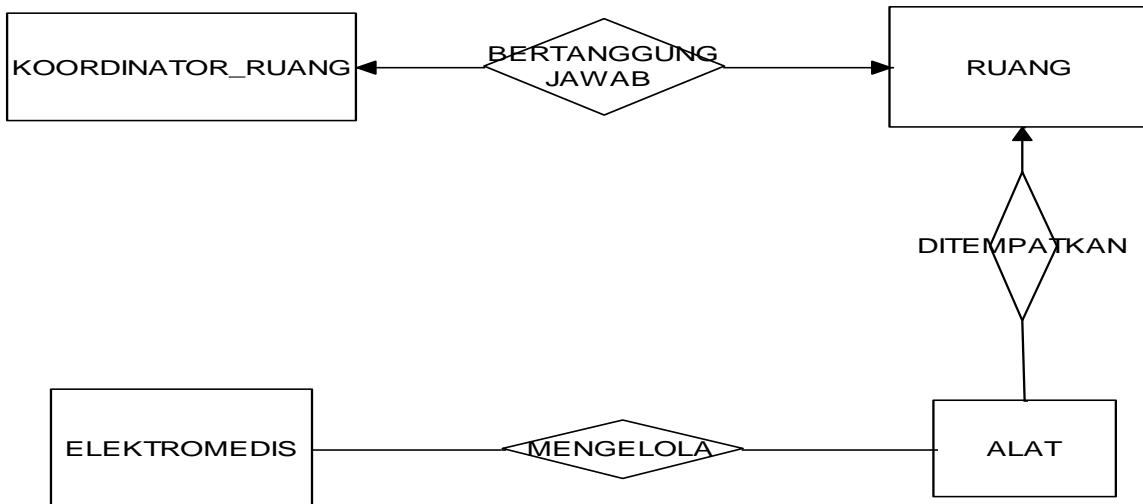 KOORDINATOR_RUANG
BERTANGGUNG
JAWAB
RUANG
DITEMPATKAN
ELEKTROMEDIS
MENGELOLA
ALAT